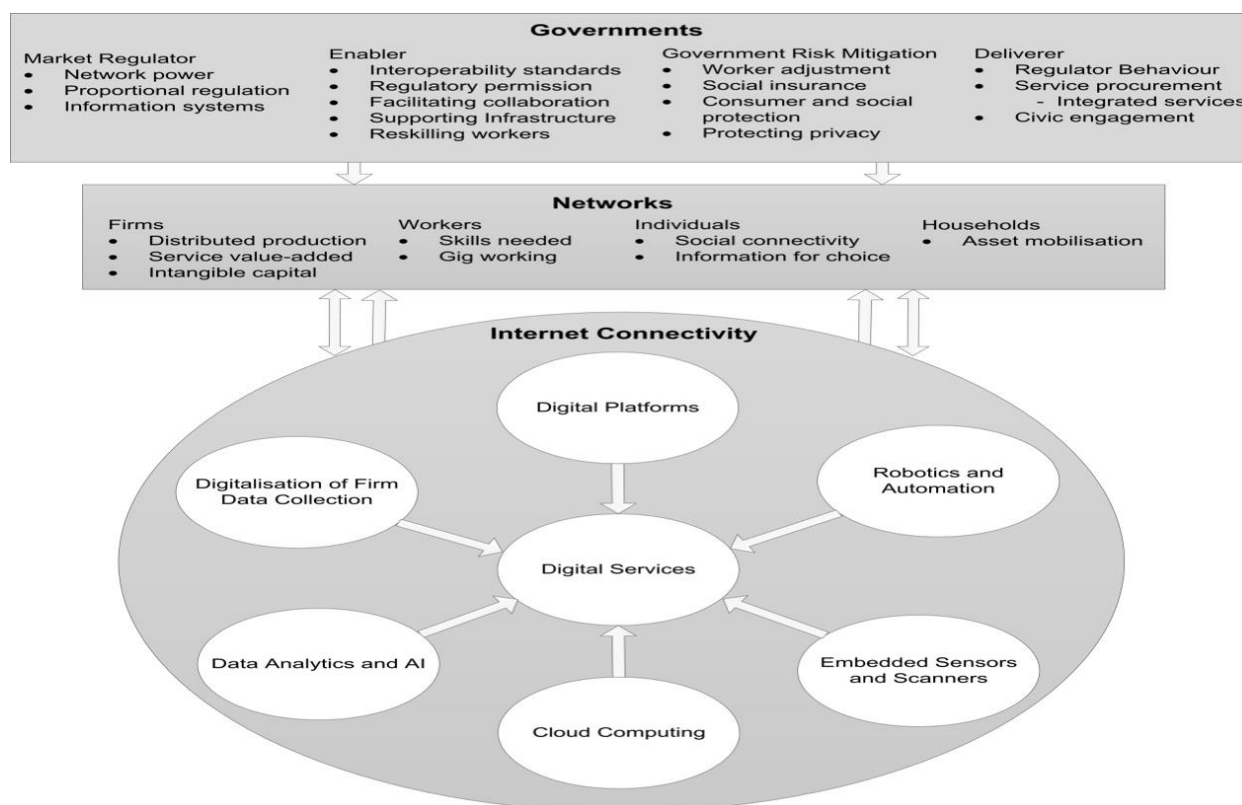 Governments
Market Regulator
• Network power
• Proportional regulation
• Information systems
Enabler
• Interoperability standards
• Regulatory permission
• Facilitating collaboration
• Supporting Infrastructure
• Reskilling workers
Government Risk Mitigation
• Worker adjustment
• Social insurance
• Consumer and social
protection
• Protecting privacy
Deliverer
• Regulator Behaviour
• Service procurement
- Integrated services
• Civic engagement
Networks
Firms
• Distributed production
• Service value-added
• Intangible capital
Workers
• Skills needed
• Gig working
Individuals
• Social connectivity
• Information for choice
Households
• Asset mobilisation
Internet Connectivity
Digital Platforms
Digitalisation of Firm
Data Collection
Robotics and
Automation
Digital Services
Data Analytics and AI
Embedded Sensors
and Scanners
Cloud Computing